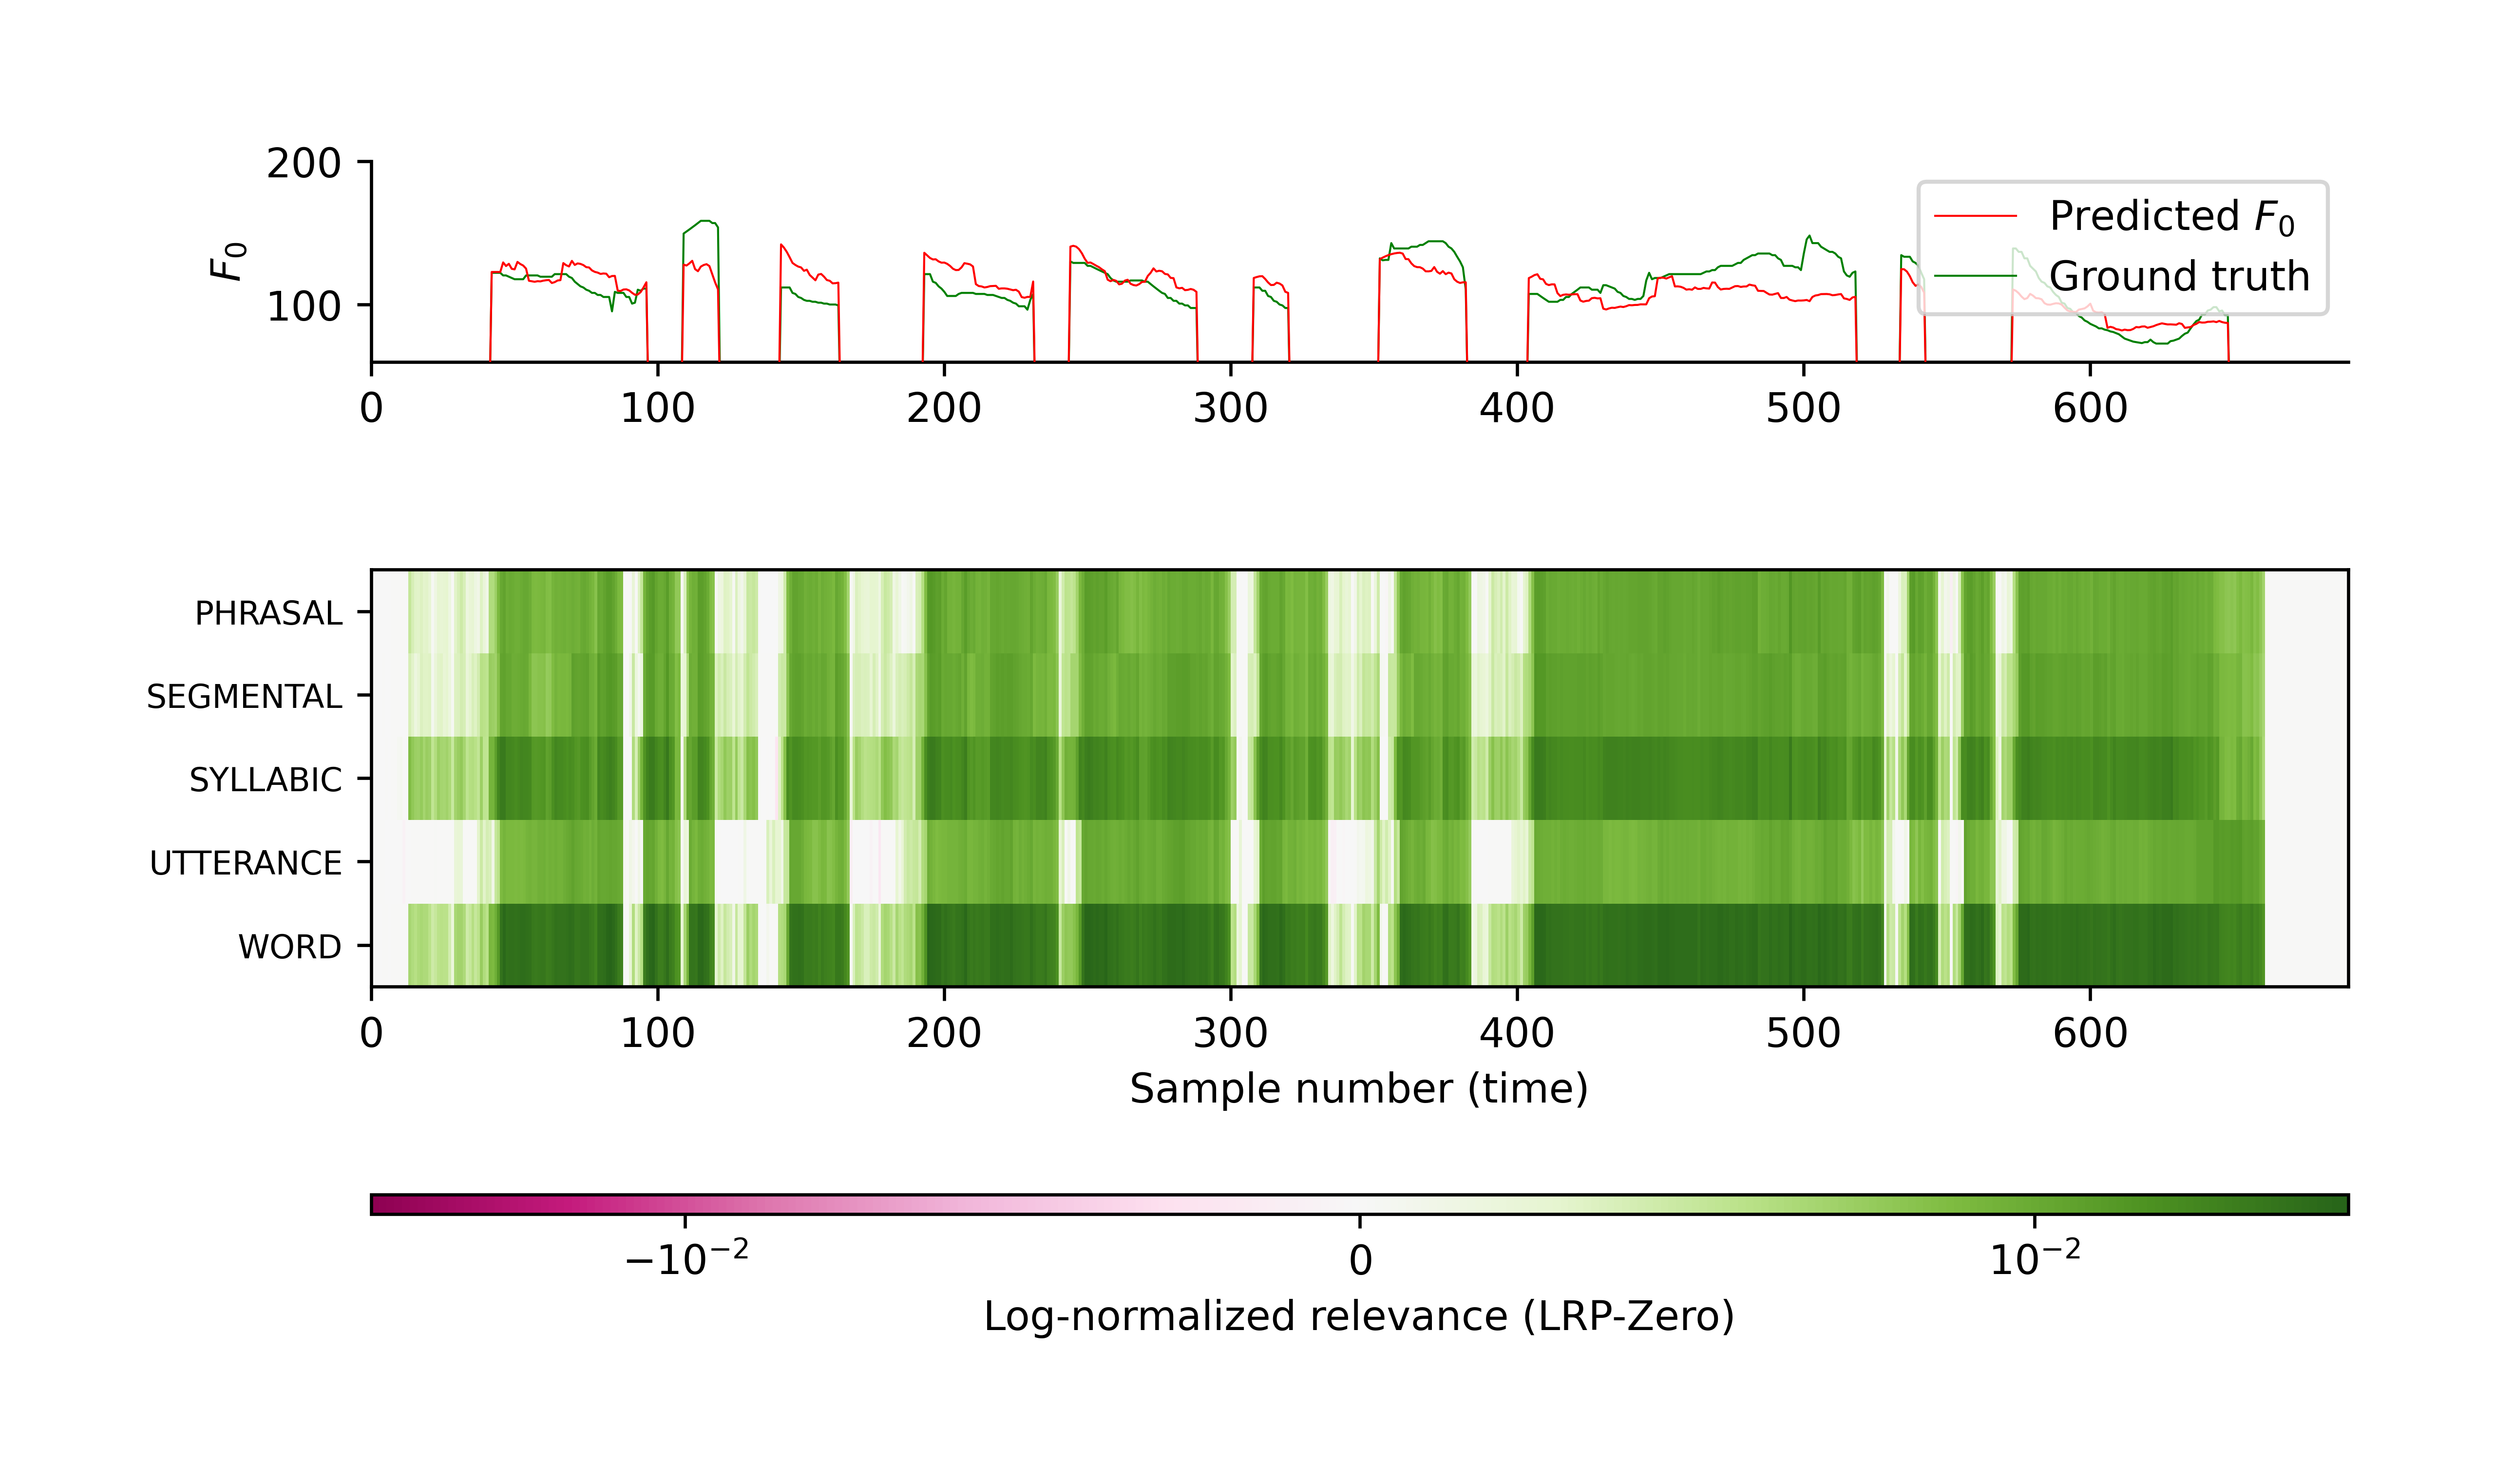 200
100
F₀
Predicted F₀
Ground truth
0 100 200 300 400 500 600
PHRASAL
SEGMENTAL
SYLLABIC
UTTERANCE
WORD
0 100 200 300 400 500 600
Sample number (time)
−10⁻² 0 10⁻²
Log-normalized relevance (LRP-Zero)